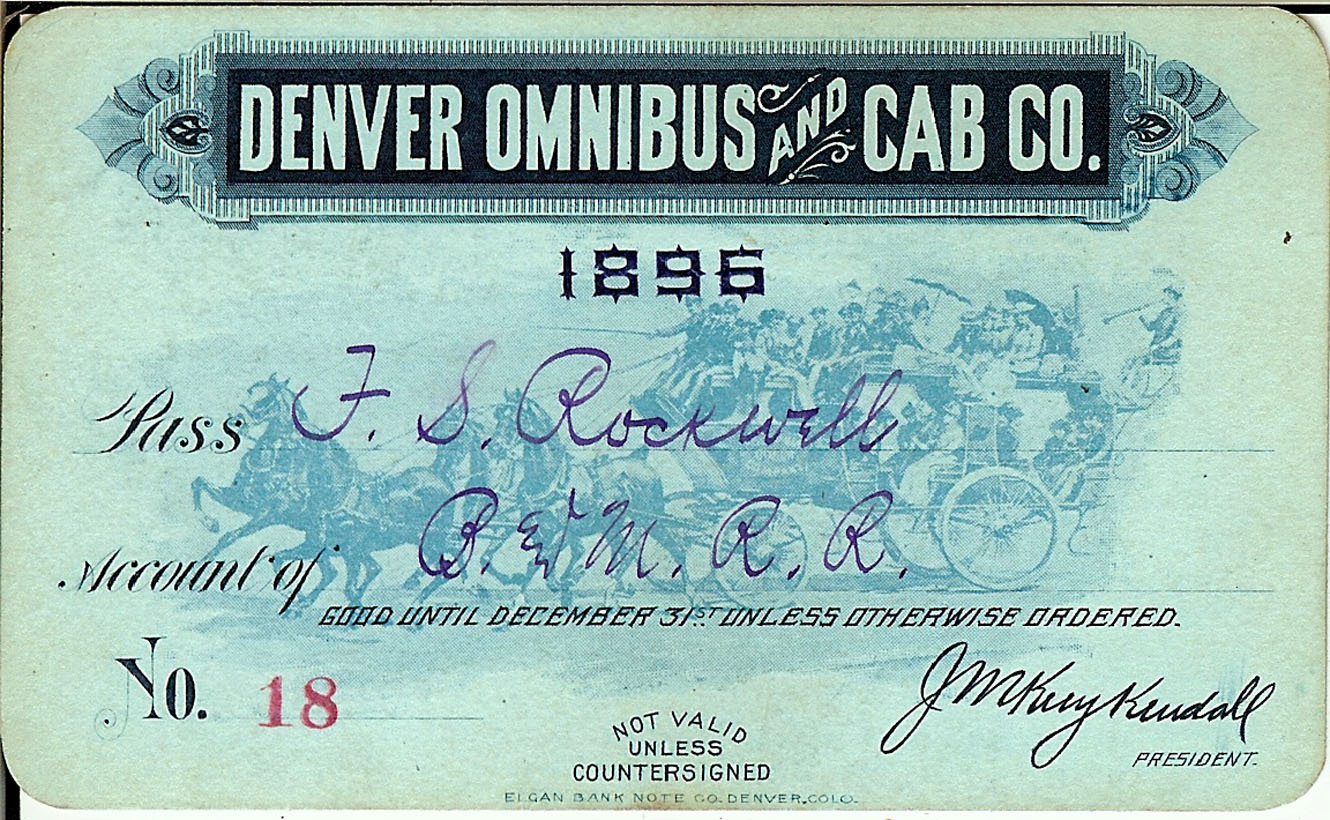 DENVER OMNIBUS AND CAB CO.
1896
Pass F. S. Rockwell
Account of B. & M. R. R.
GOOD UNTIL DECEMBER 31ST UNLESS OTHERWISE ORDERED.
No. 18
NOT VALID
UNLESS
COUNTERSIGNED
Kendall
PRESIDENT.
ELGAN BANK NOTE CO. DENVER, COLO.